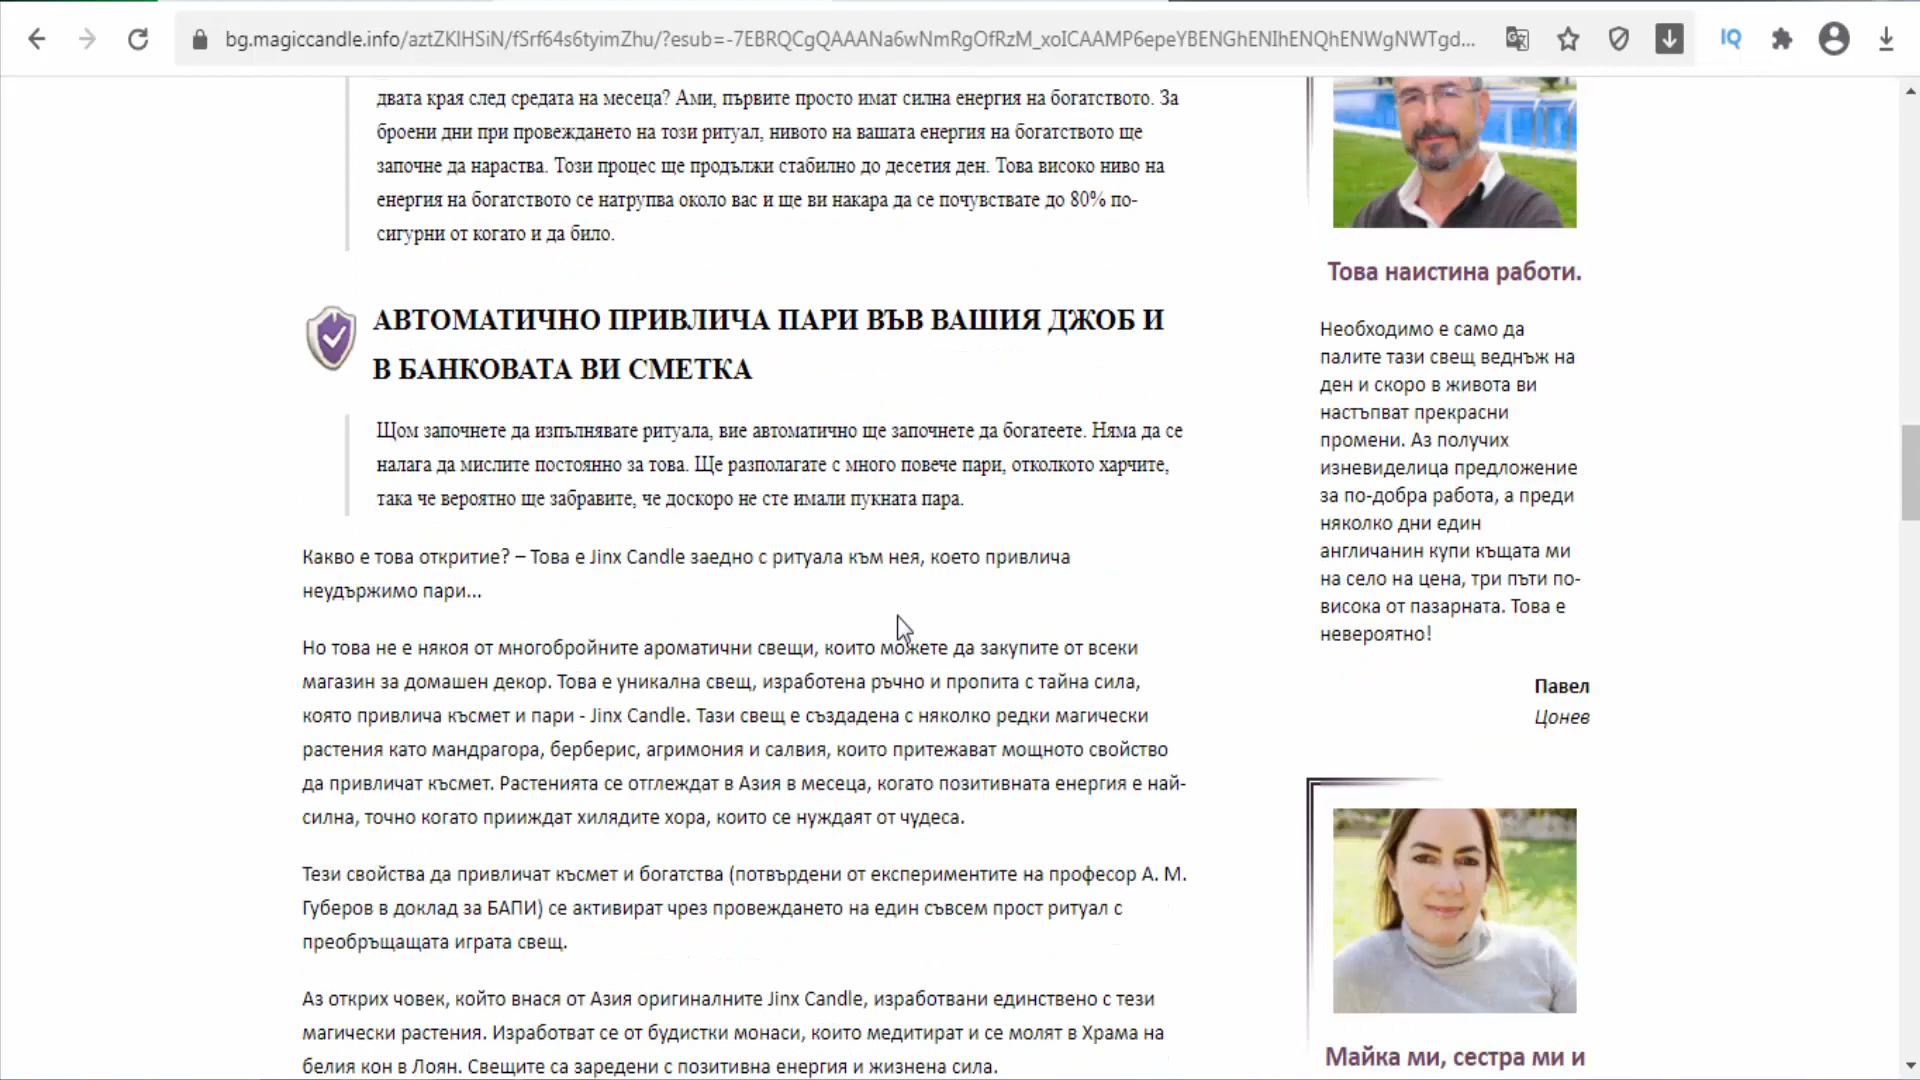 bg.magiccandle.info/aztZKlHSiN/fSrf64s6tyimZhu/?esub=-7EBRQCgQAAANa6wNmRgOfRzM_xoICAAMP6epeYBENGhENIhENQhENWgNWTgd...
IQ
двата края след средата на месеца? Ами, първите просто имат силна енергия на богатството. За
броени дни при провеждането на този ритуал, нивото на вашата енергия на богатството ще
започне да нараства. Този процес ще продължи стабилно до десетия ден. Това високо ниво на
енергия на богатството се натрупва около вас и ще ви накара да се почувствате до 80% по-
сигурни от когато и да било.
АВТОМАТИЧНО ПРИВЛИЧА ПАРИ ВЪВ ВАШИЯ ДЖОБ И
В БАНКОВАТА ВИ СМЕТКА
Щом започнете да изпълнявате ритуала, вие автоматично ще започнете да богатеете. Няма да се
налага да мислите постоянно за това. Ще разполагате с много повече пари, отколкото харчите,
така че вероятно ще забравите, че доскоро не сте имали пукната пара.
Какво е това откритие? – Това е Jinx Candle заедно с ритуала към нея, което привлича
неудържимо пари...
Но това не е някоя от многобройните ароматични свещи, които можете да закупите от всеки
магазин за домашен декор. Това е уникална свещ, изработена ръчно и пропита с тайна сила,
която привлича късмет и пари - Jinx Candle. Тази свещ е създадена с няколко редки магически
растения като мандрагора, берберис, агримония и салвия, които притежават мощното свойство
да привличат късмет. Растенията се отглеждат в Азия в месеца, когато позитивната енергия е най-
силна, точно когато прииждат хилядите хора, които се нуждаят от чудеса.
Тези свойства да привличат късмет и богатства (потвърдени от експериментите на професор А. М.
Губеров в доклад за БАПИ) се активират чрез провеждането на един съвсем прост ритуал с
преобръщащата играта свещ.
Аз открих човек, който внася от Азия оригиналните Jinx Candle, изработвани единствено с тези
магически растения. Изработват се от будистки монаси, които медитират и се молят в Храма на
белия кон в Лоян. Свещите са заредени с позитивна енергия и жизнена сила.
Това наистина работи.
Необходимо е само да
палите тази свещ веднъж на
ден и скоро в живота ви
настъпват прекрасни
промени. Аз получих
изневиделица предложение
за по-добра работа, а преди
няколко дни един
англичанин купи къщата ми
на село на цена, три пъти по-
висока от пазарната. Това е
невероятно!
Павел
Цонев
Майка ми, сестра ми и